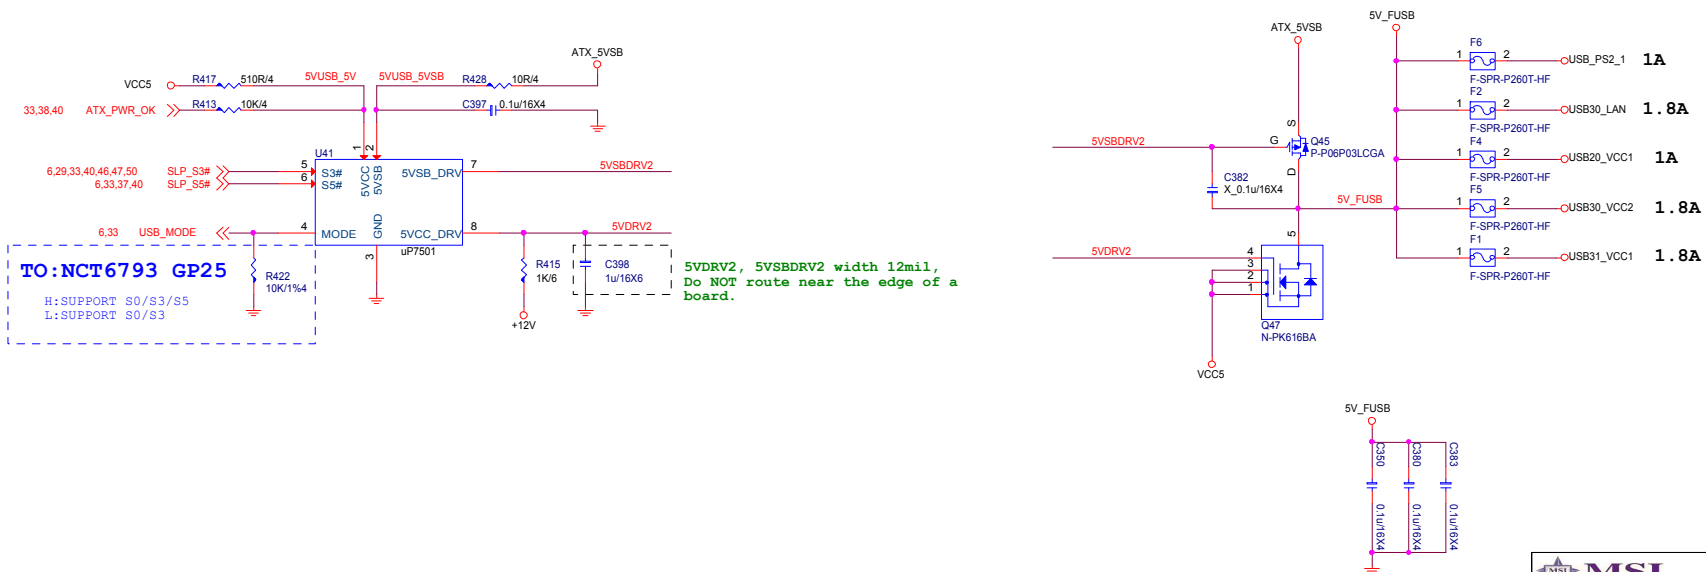 ATX_5VSB
VCC5
R417
510R/4
5VUSB_5V
5VUSB_5VSB
R428
10R/4
33,38,40
ATX_PWR_OK
R413
10K/4
C397
0.1u/16X4
U41
1
2
6,29,33,40,46,47,50
SLP_S3#
5
S3#
5VCC
5VSB
5VSB_DRV
7
5VSBDRV2
6,33,37,40
SLP_S5#
6
S5#
6,33
USB_MODE
4
MODE
GND
5VCC_DRV
8
5VDRV2
3
uP7501
TO:NCT6793 GP25
H:SUPPORT S0/S3/S5
L:SUPPORT S0/S3
R422
10K/1%4
R415
1K/6
+12V
C398
1u/16X6
5VDRV2, 5VSBDRV2 width 12mil,
Do NOT route near the edge of a
board.
5V_FUSB
ATX_5VSB
5VSBDRV2
G
S
D
Q45
P-P06P03LCGA
C382
X_0.1u/16X4
5V_FUSB
5VDRV2
5
4
3
2
1
Q47
N-PK616BA
VCC5
F6
1
2
USB_PS2_1
1A
F-SPR-P260T-HF
F2
1
2
USB30_LAN
1.8A
F-SPR-P260T-HF
F4
1
2
USB20_VCC1
1A
F-SPR-P260T-HF
F5
1
2
USB30_VCC2
1.8A
F-SPR-P260T-HF
F1
1
2
USB31_VCC1
1.8A
F-SPR-P260T-HF
5V_FUSB
C350
C380
C383
0.1u/16X4
0.1u/16X4
0.1u/16X4
MSI
MSI